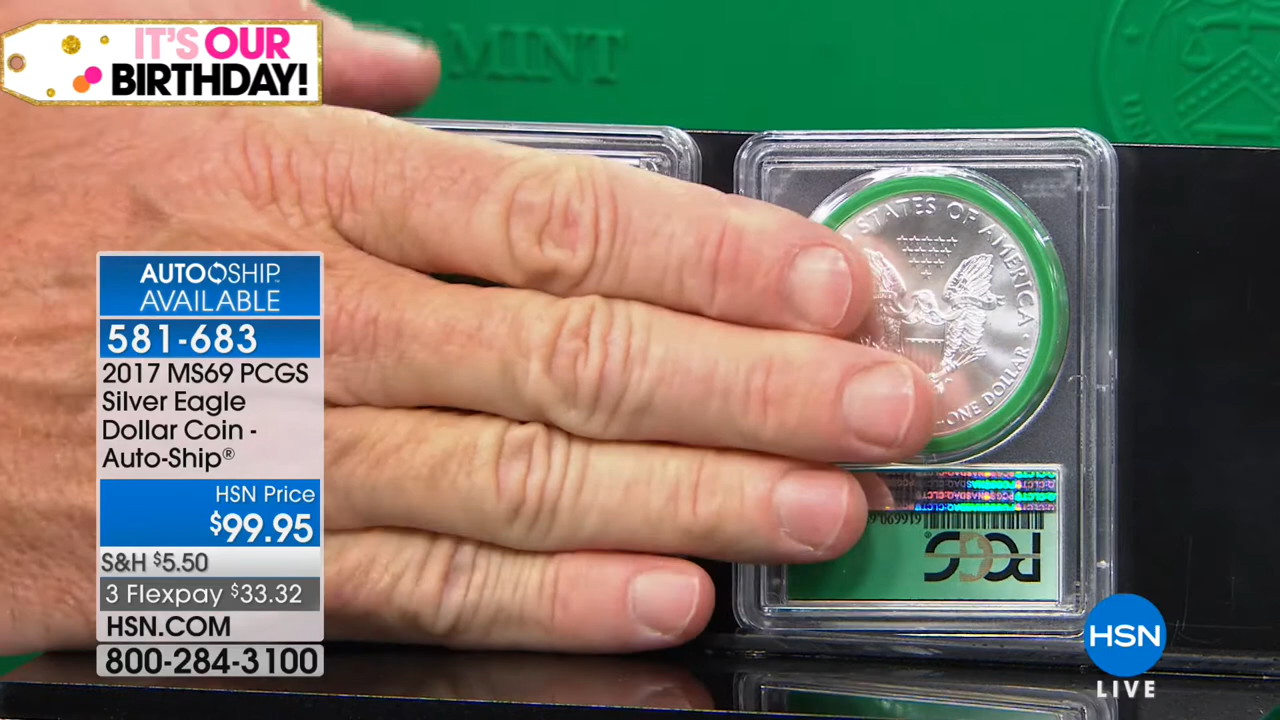 IT'S OUR
BIRTHDAY!
MINT
AUTO SHIP™
AVAILABLE
581-683
2017 MS69 PCGS
Silver Eagle
Dollar Coin -
Auto-Ship®
HSN Price
$99.95
S&H $5.50
3 Flexpay $33.32
HSN.COM
800-284-3100
STATES OF AMERICA
ONE DOLLAR
PCGS
HSN
LIVE